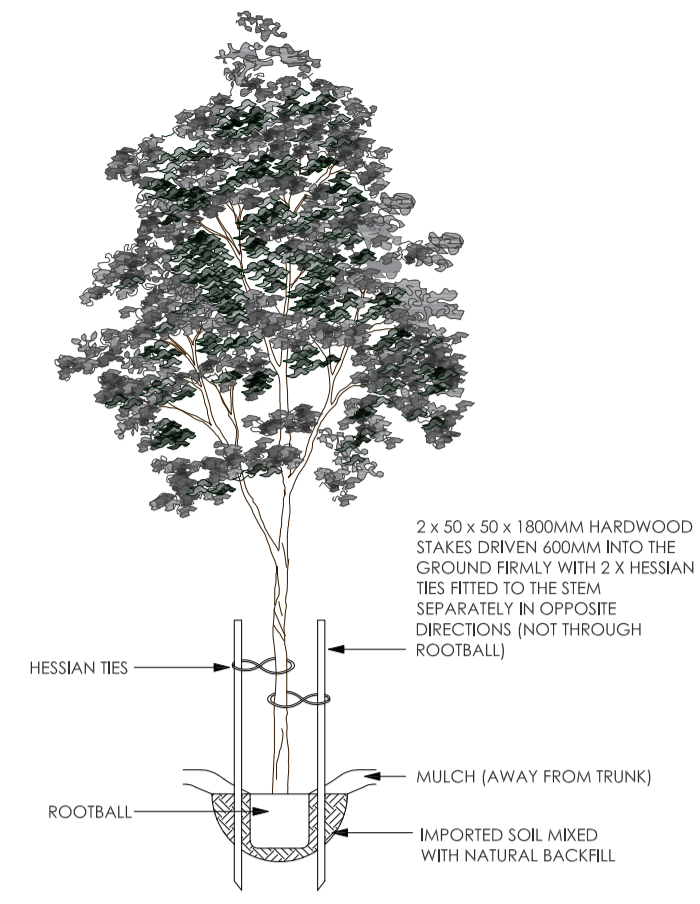 2 x 50 x 50 x 1800MM HARDWOOD
STAKES DRIVEN 600MM INTO THE
GROUND FIRMLY WITH 2 X HESSIAN
TIES FITTED TO THE STEM
SEPARATELY IN OPPOSITE
DIRECTIONS (NOT THROUGH
ROOTBALL)
HESSIAN TIES
MULCH (AWAY FROM TRUNK)
ROOTBALL
IMPORTED SOIL MIXED
WITH NATURAL BACKFILL